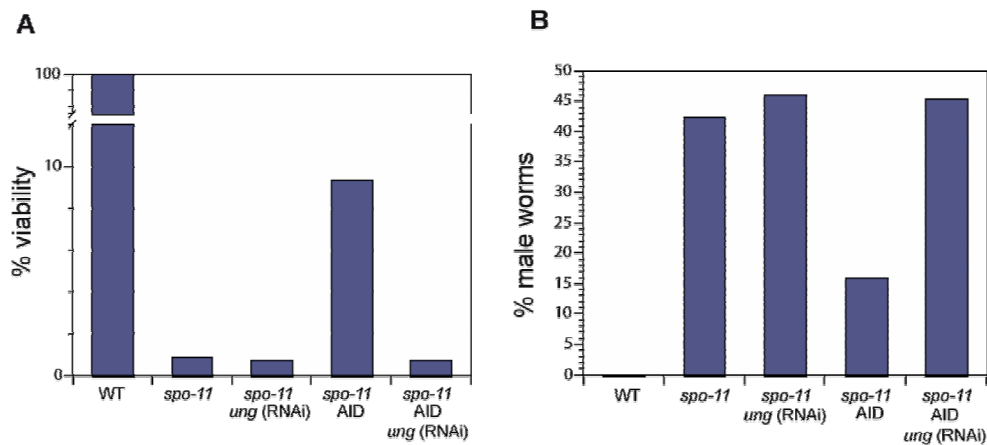 A
100
10
0
% viability
WT
spo-11
spo-11
ung (RNAi)
spo-11
AID
spo-11
AID
ung (RNAi)
B
50
45
40
35
30
25
20
15
10
5
0
% male worms
WT
spo-11
spo-11
ung (RNAi)
spo-11
AID
spo-11
AID
ung (RNAi)